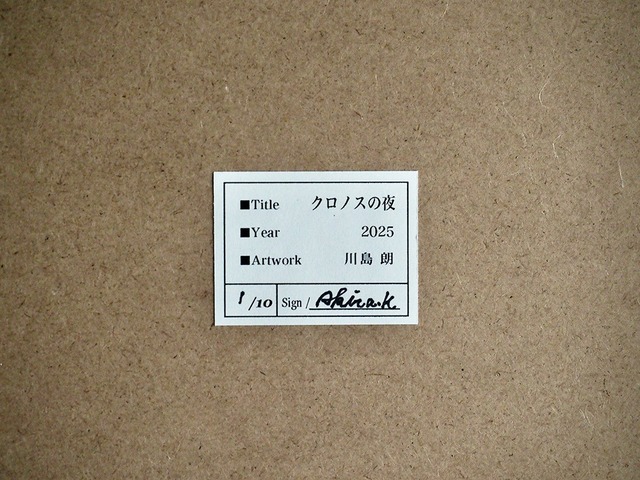 ■Title クロノスの夜
■Year 2025
■Artwork 川島 朗
1/10 Sign / Akira.K